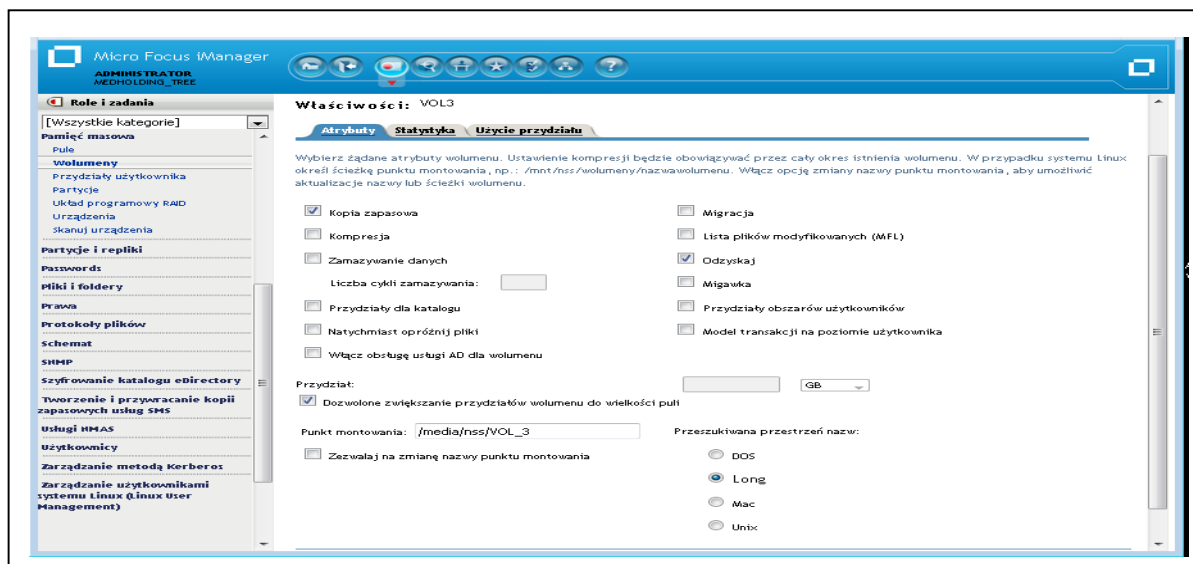 Micro Focus iManager
ADMINISTRATOR
MEDHOLDING_TREE
Role i zadania
[Wszystkie kategorie]
Pamięć masowa
Pule
Wolumeny
Przydziały użytkownika
Partycje
Układ programowy RAID
Urządzenia
Skanuj urządzenia
Partycje i repliki
Passwords
Pliki i foldery
Prawa
Protokoły plików
Schemat
SNMP
Szyfrowanie katalogu eDirectory
Tworzenie i przywracanie kopii
zapasowych usług SMS
Usługi NMAS
Użytkownicy
Zarządzanie metodą Kerberos
Zarządzanie użytkownikami
systemu Linux (Linux User
Management)
Właściwości: VOL3
Atrybuty Statystyka Użycie przydziału
Wybierz żądane atrybuty wolumenu. Ustawienie kompresji będzie obowiązywać przez cały okres istnienia wolumenu. W przypadku systemu Linux
określ ścieżkę punktu montowania, np.: /mnt/nss/wolumeny/nazwawolumenu. Włącz opcję zmiany nazwy punktu montowania, aby umożliwić
aktualizacje nazwy lub ścieżki wolumenu.
Kopia zapasowa Migracja
Kompresja Lista plików modyfikowanych (MFL)
Zamazywanie danych Odzyskaj
Liczba cykli zamazywania: Migawka
Przydziały dla katalogu Przydziały obszarów użytkowników
Natychmiast opróżnij pliki Model transakcji na poziomie użytkownika
Włącz obsługę usługi AD dla wolumenu
Przydział: GB
Dozwolone zwiększanie przydziałów wolumenu do wielkości puli
Punkt montowania: /media/nss/VOL_3 Przeszukiwana przestrzeń nazw:
Zezwalaj na zmianę nazwy punktu montowania DOS
Long
Mac
Unix